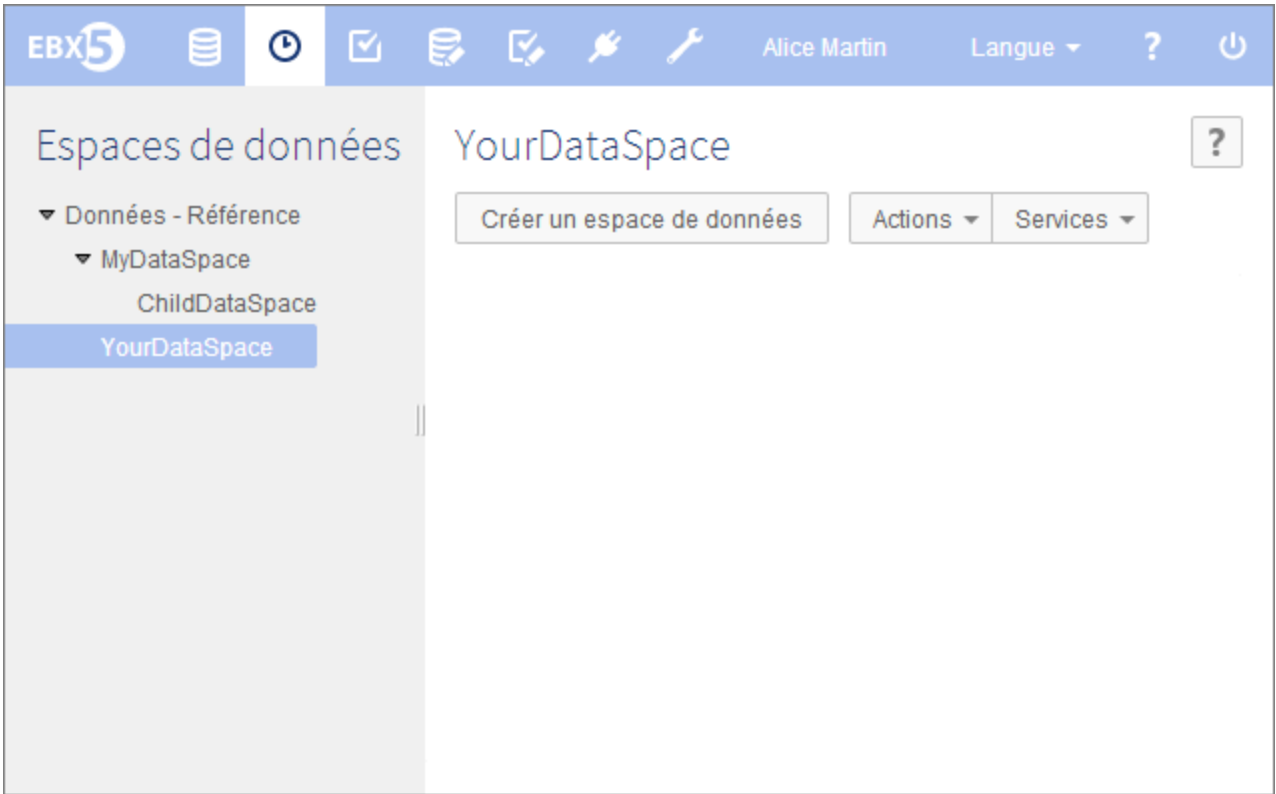 EBX5 Alice Martin Langue ?
Espaces de données
Données - Référence
MyDataSpace
ChildDataSpace
YourDataSpace
YourDataSpace ?
Créer un espace de données Actions Services